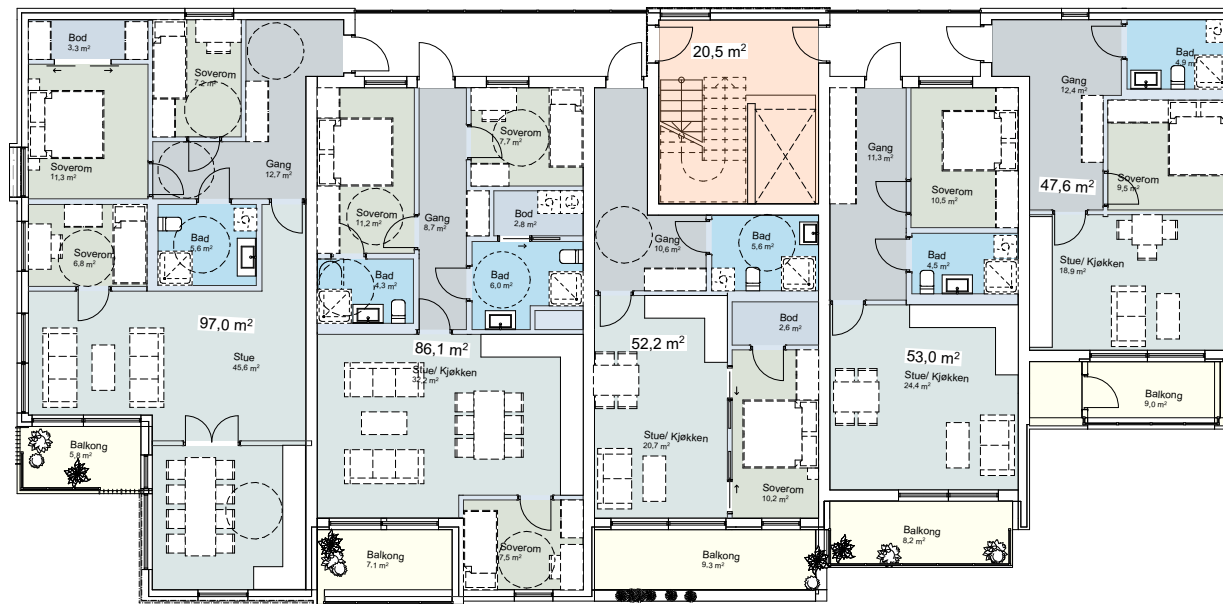 Bod
3.3 m²
Soverom
7.2 m²
Soverom
11,3 m²
Gang
12,7 m²
Soverom
6,8 m²
Bad
5,6 m²
97,0 m²
Stue
45,6 m²
Balkong
5,8 m²
Soverom
11,2 m²
Gang
8,7 m²
Soverom
7,7 m²
Bod
2.8 m²
Bad
4,3 m²
Bad
6,0 m²
86,1 m²
Stue/ Kjøkken
32,2 m²
Balkong
7.1 m²
Soverom
7,5 m²
20,5 m²
Gang
10,6 m²
Bad
5,6 m²
Bod
2,6 m²
52,2 m²
Stue/ Kjøkken
20,7 m²
Soverom
10,2 m²
Balkong
9.3 m²
Gang
11,3 m²
Soverom
10,5 m²
Bad
4,5 m²
53,0 m²
Stue/ Kjøkken
24,4 m²
Balkong
8.2 m²
Gang
12,4 m²
Bad
4,9 m²
47,6 m²
Soverom
9,5 m²
Stue/ Kjøkken
18,9 m²
Balkong
9,0 m²